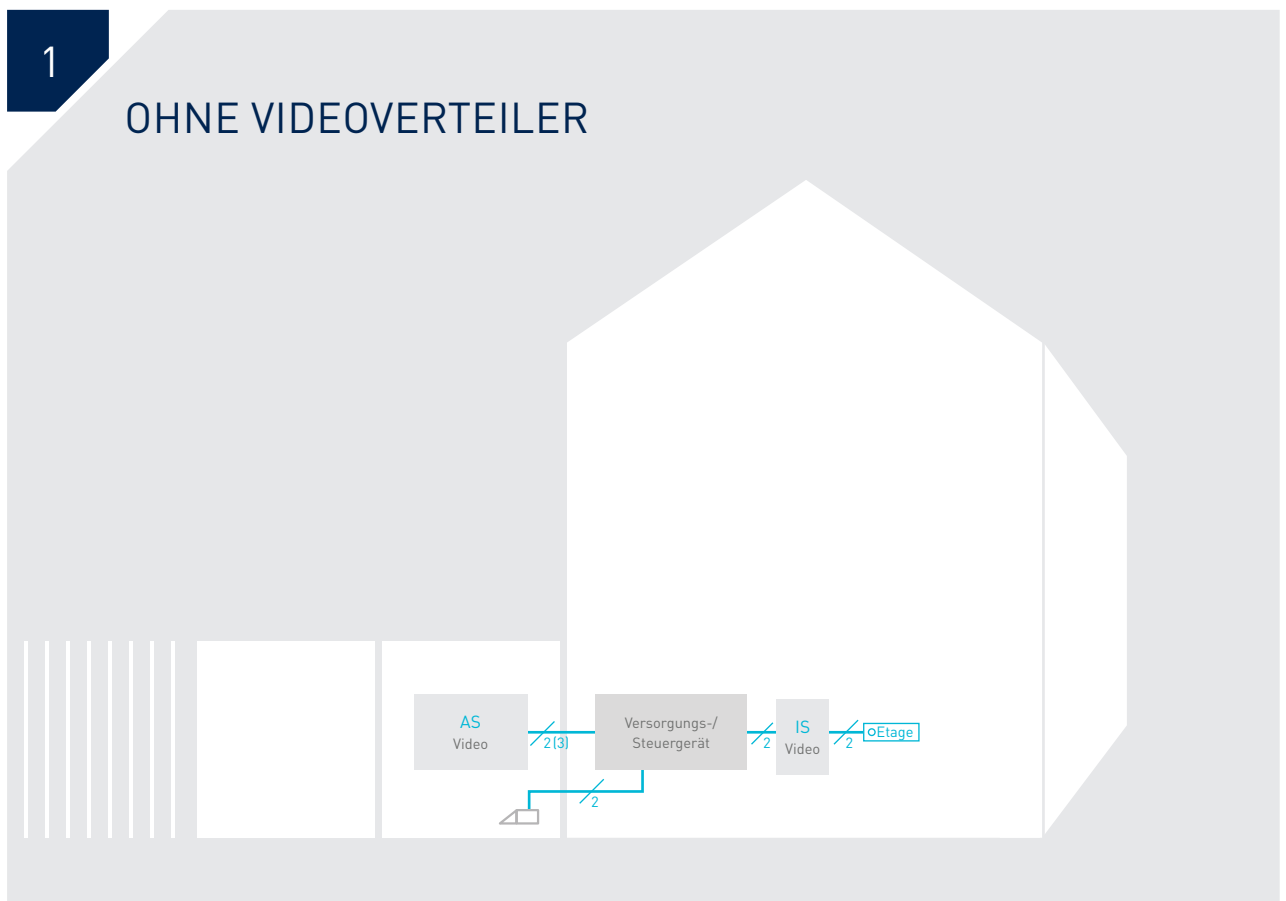 1
OHNE VIDEOVERTEILER
AS
Video
2(3)
Versorgungs-/
Steuergerät
2
IS
Video
2
Etage
2